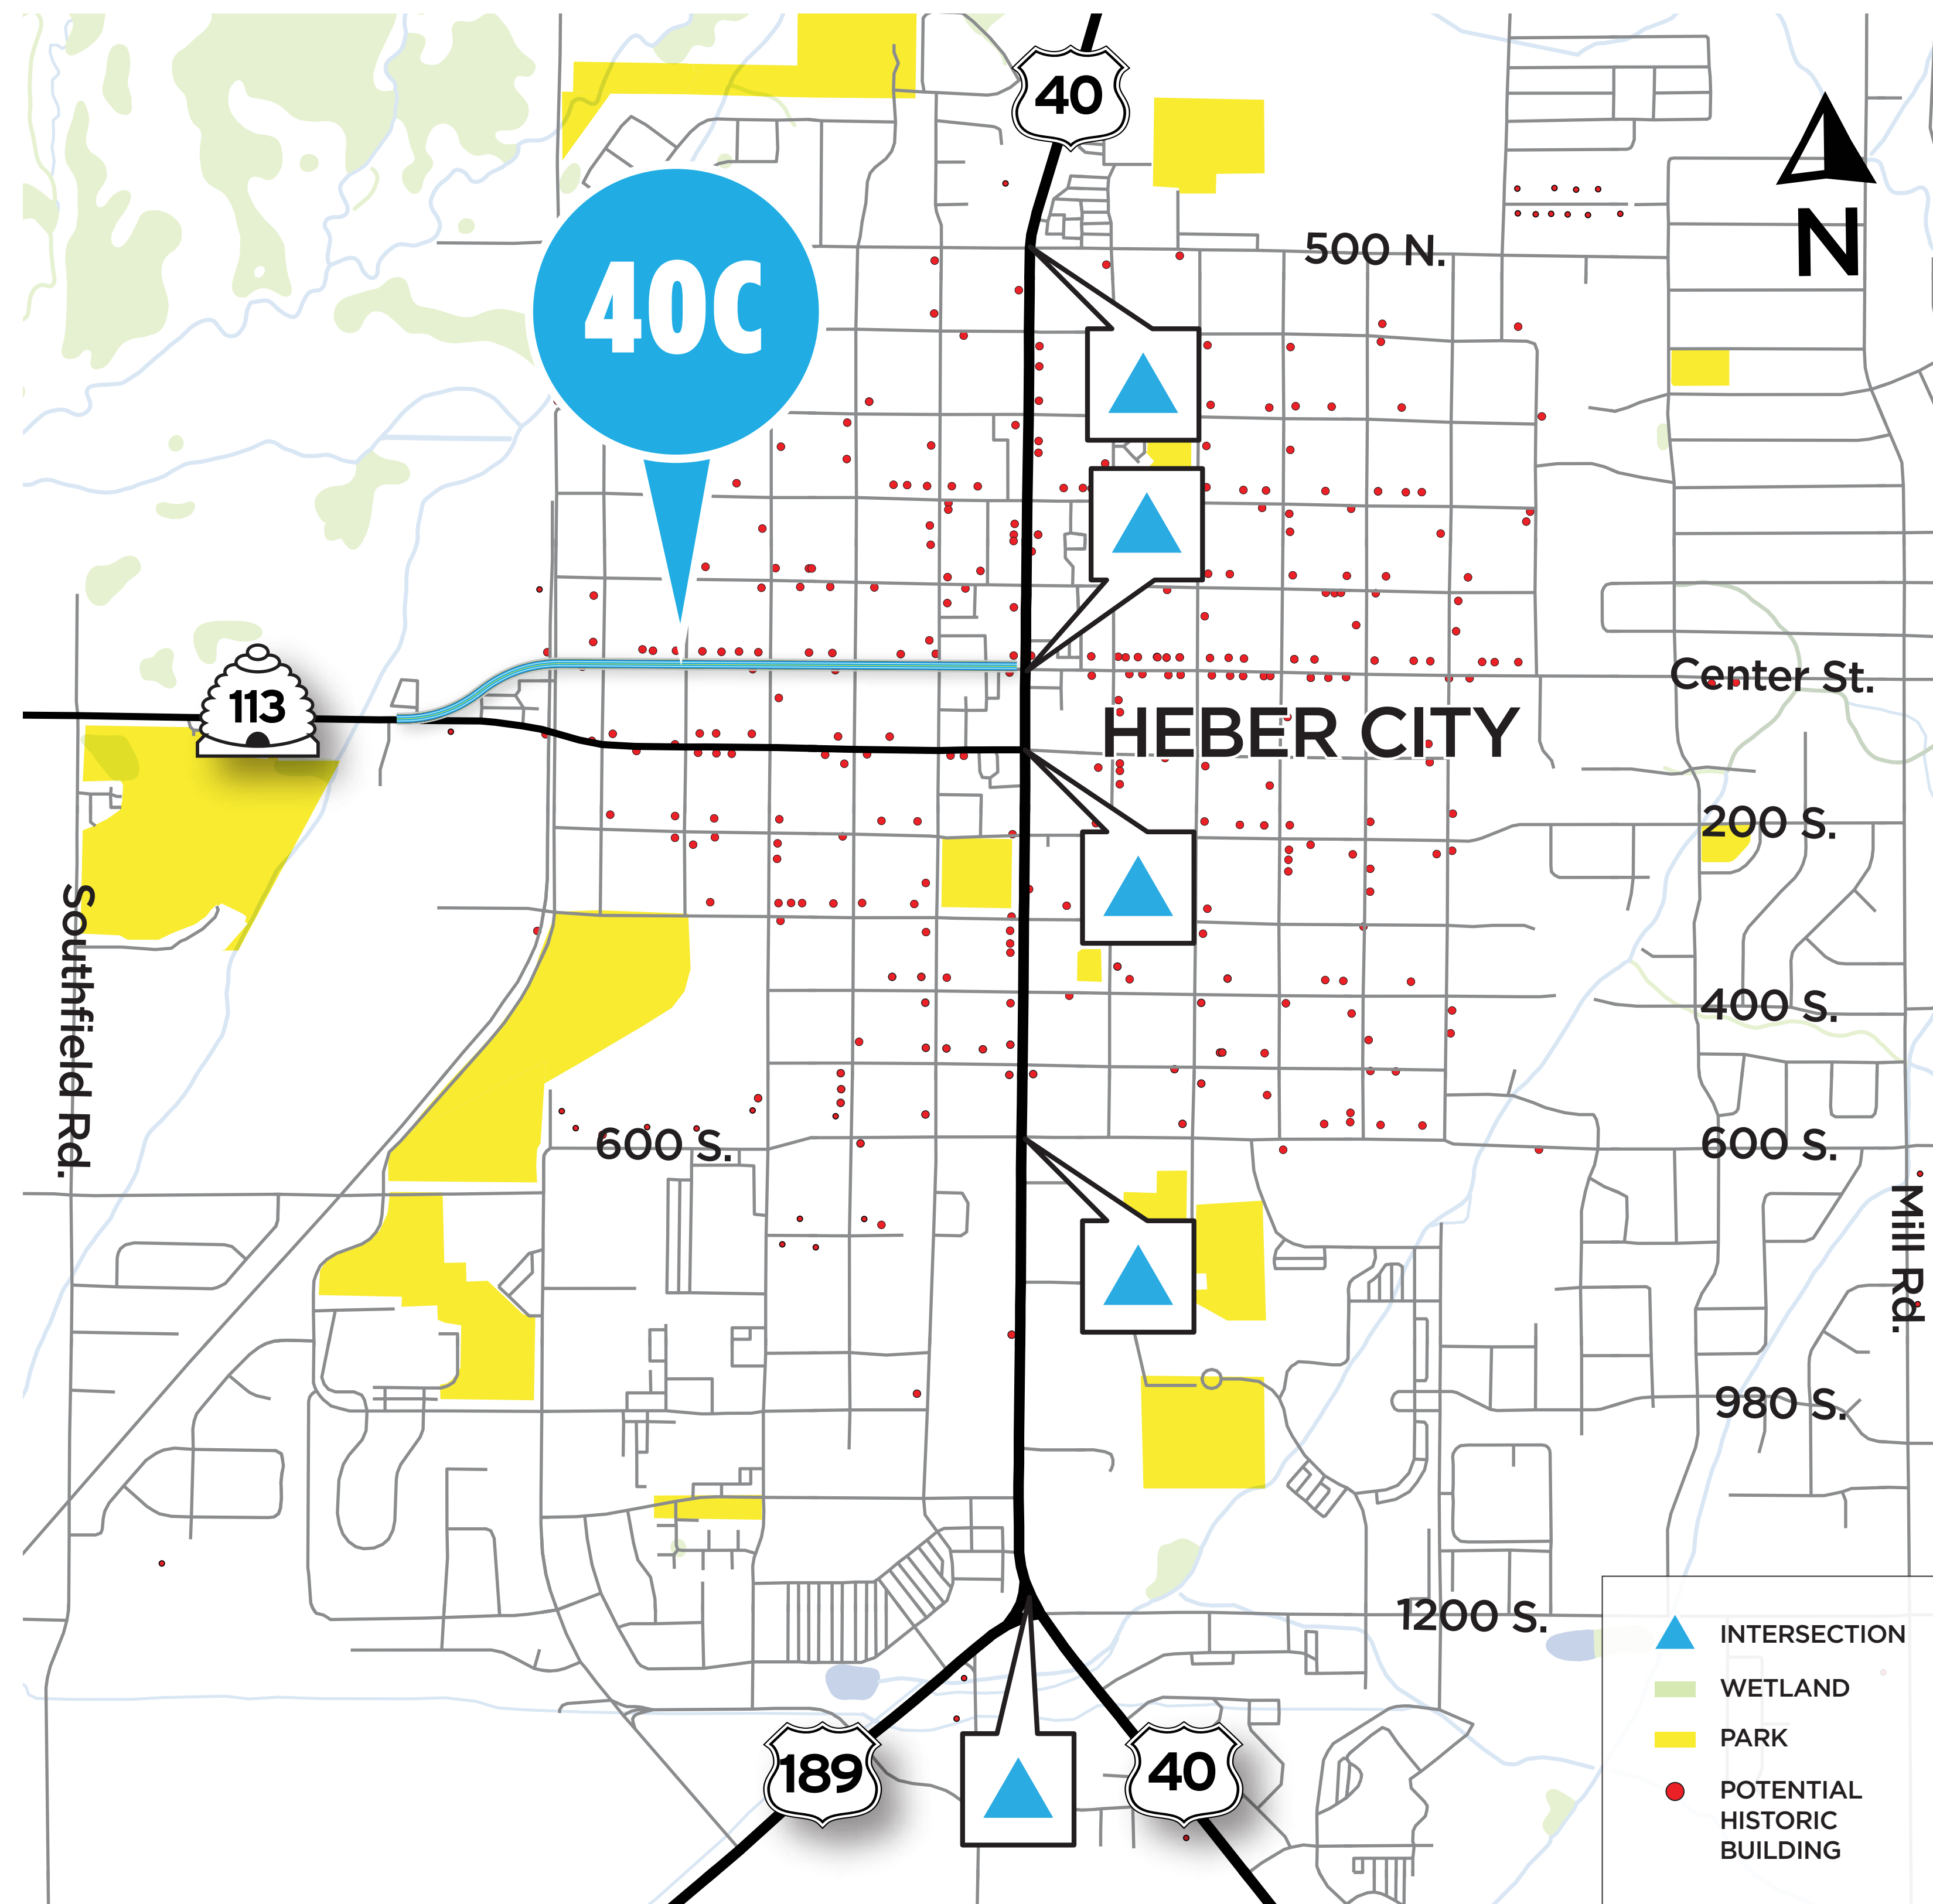 40
N
500 N.
40C
Center St.
113
HEBER CITY
200 S.
Southfield Rd.
400 S.
600 S.
600 S.
Mill Rd.
980 S.
1200 S.
INTERSECTION
WETLAND
PARK
POTENTIAL
HISTORIC
BUILDING
189
40